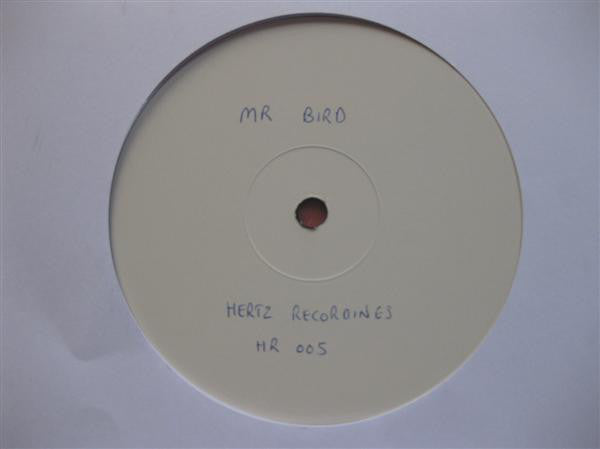 MR BIRD
HERTZ RECORDINGS
HR 005